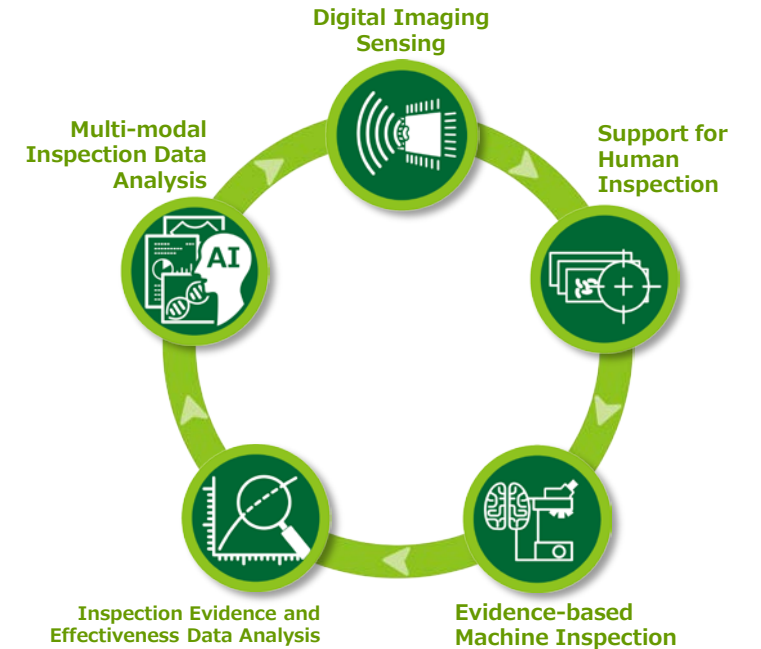 Digital Imaging
Sensing
Support for
Human
Inspection
Evidence-based
Machine Inspection
Inspection Evidence and
Effectiveness Data Analysis
Multi-modal
Inspection Data
Analysis
AI